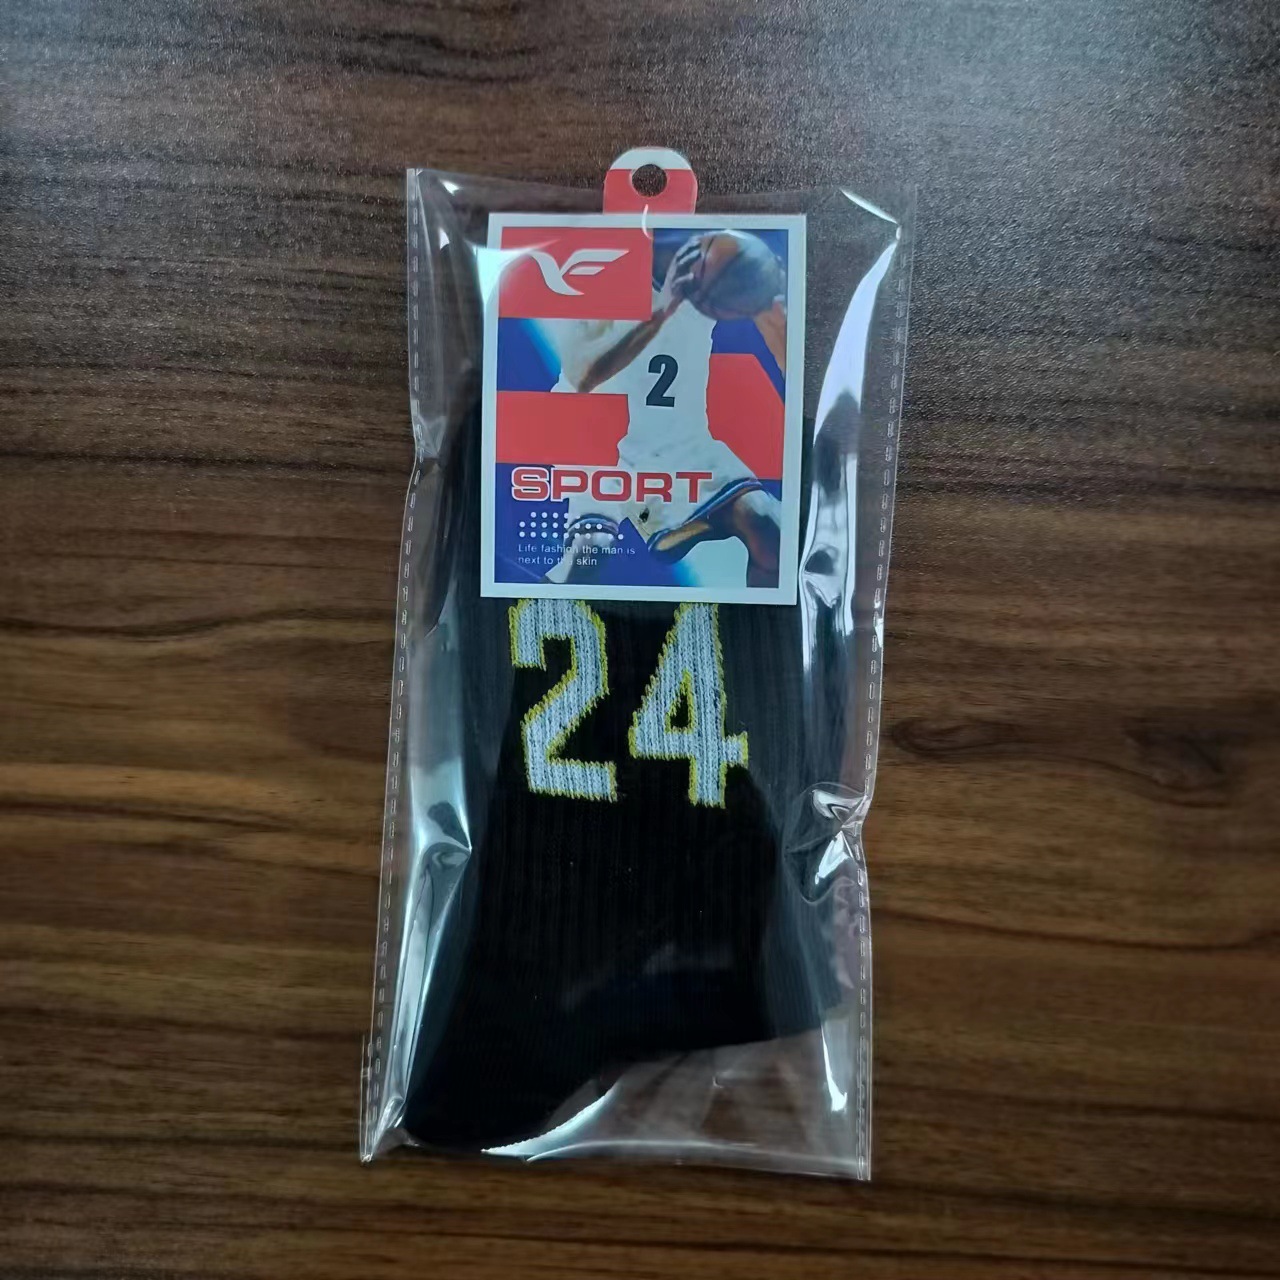 2
SPORT
Life fashion the man is
next to the skin
24